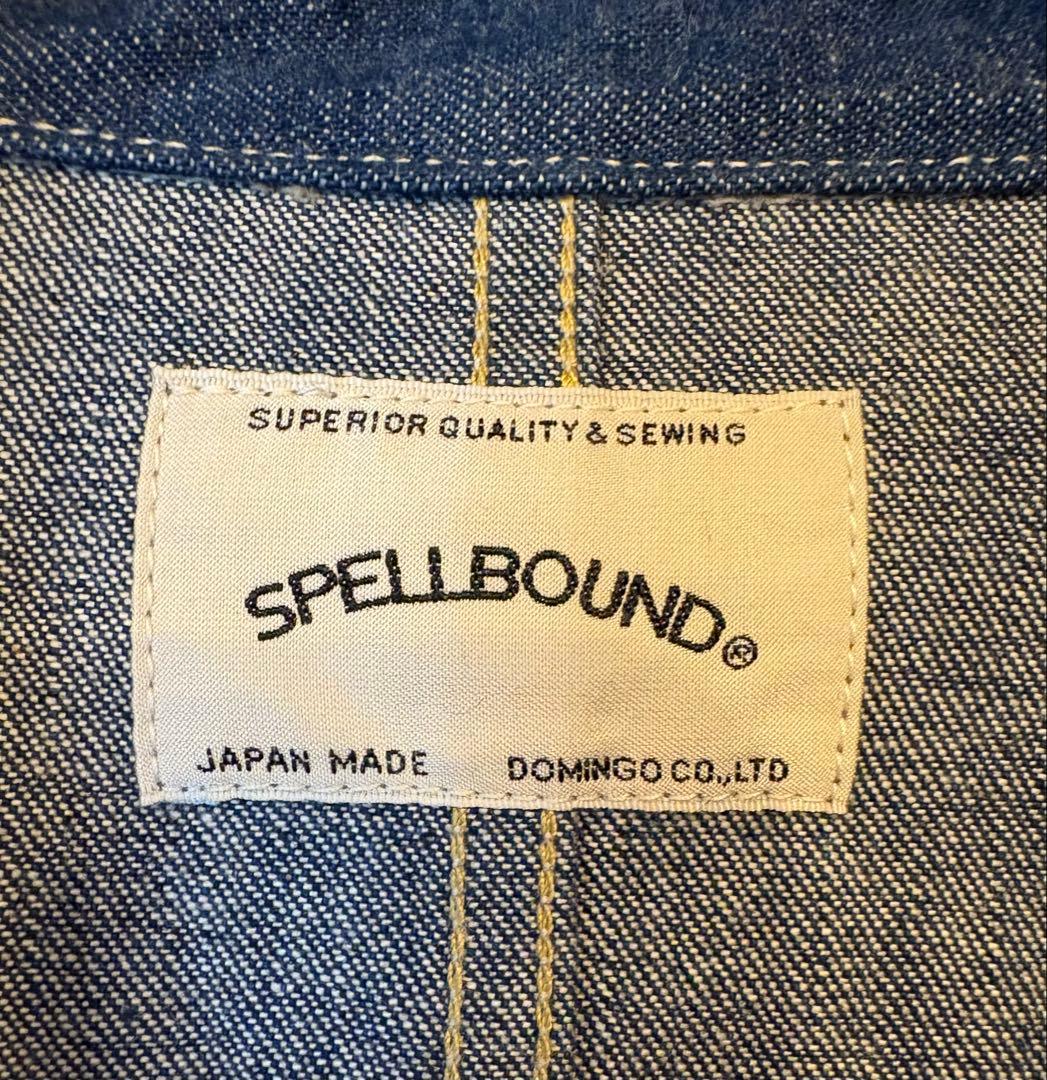 SUPERIOR QUALITY & SEWING
SPELLBOUND®
JAPAN MADE DOMINGO CO.,LTD